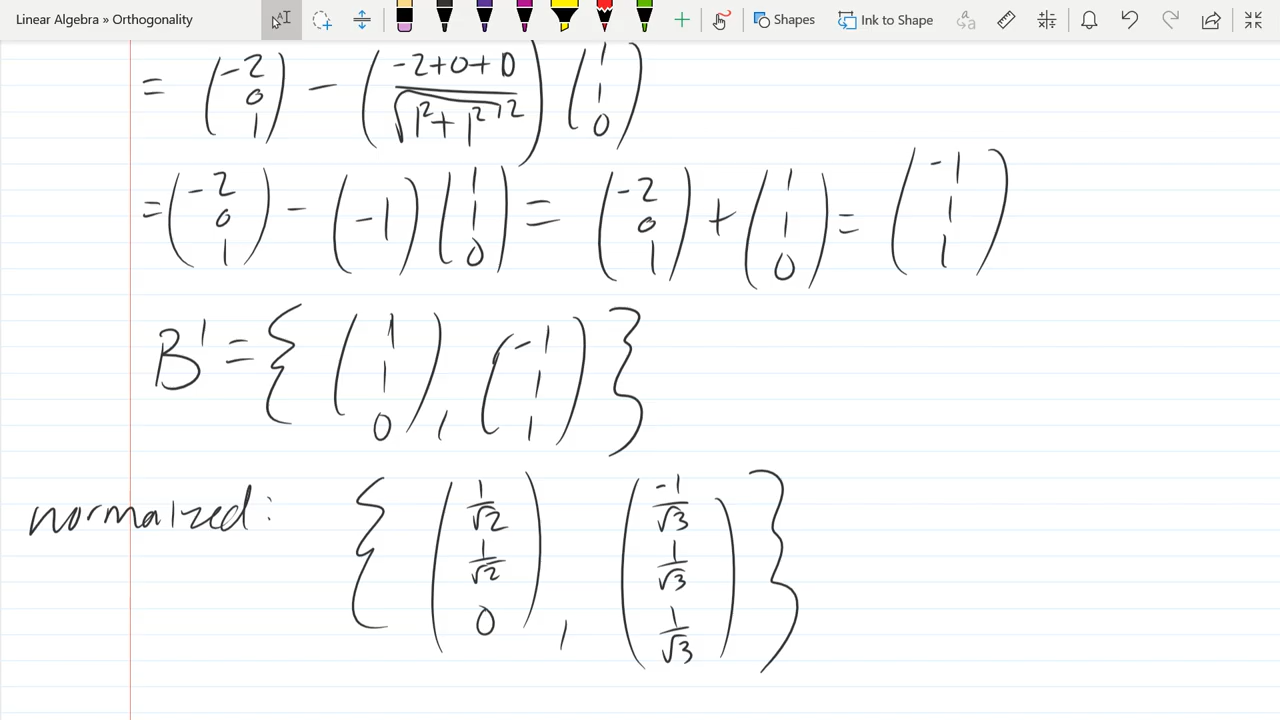 Linear Algebra » Orthogonality Shapes Ink to Shape
= (-2 0 1) - ((-2+0+0)/√(1²+1²)²) (1 1 0)
= (-2 0 1) - (-1) (1 1 0) = (-2 0 1) + (1 1 0) = (-1 1 1)
B' = { (1 1 0), (-1 1 1) }
normalized: { (1/√2 1/√2 0), (-1/√3 1/√3 1/√3) }